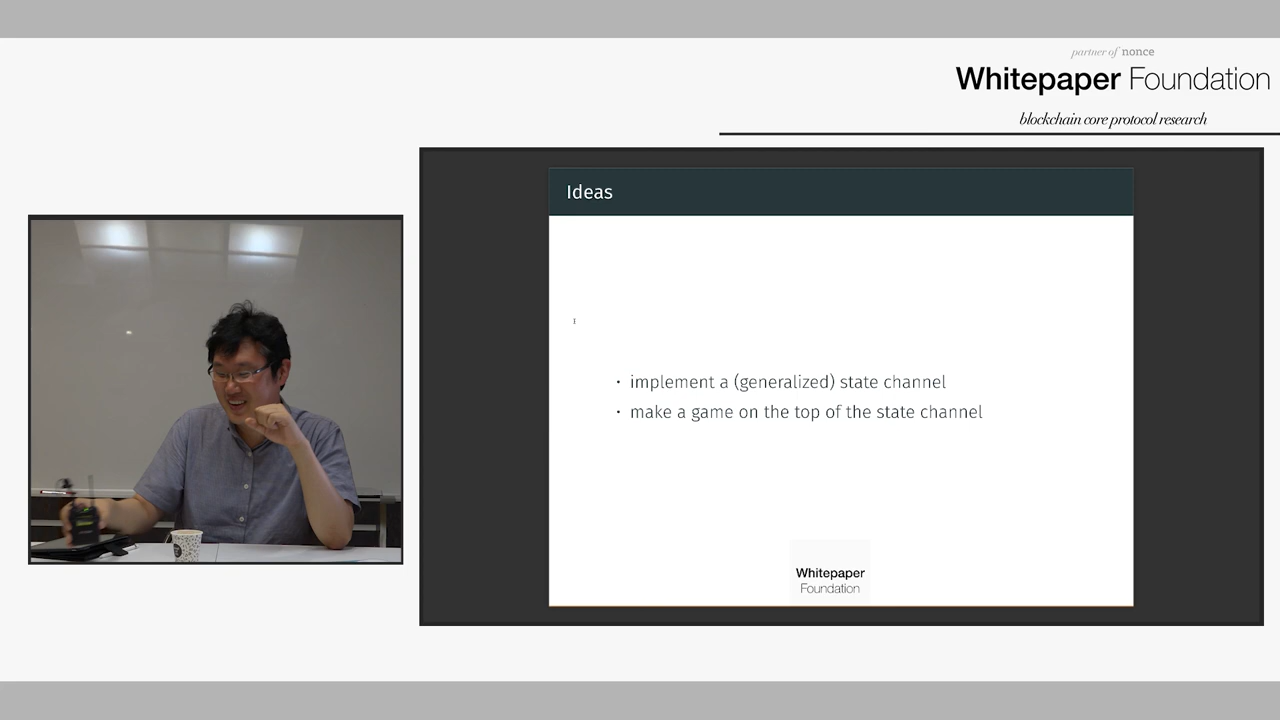 partner of nonce
Whitepaper Foundation
blockchain core protocol research
Ideas
• implement a (generalized) state channel
• make a game on the top of the state channel
Whitepaper
Foundation